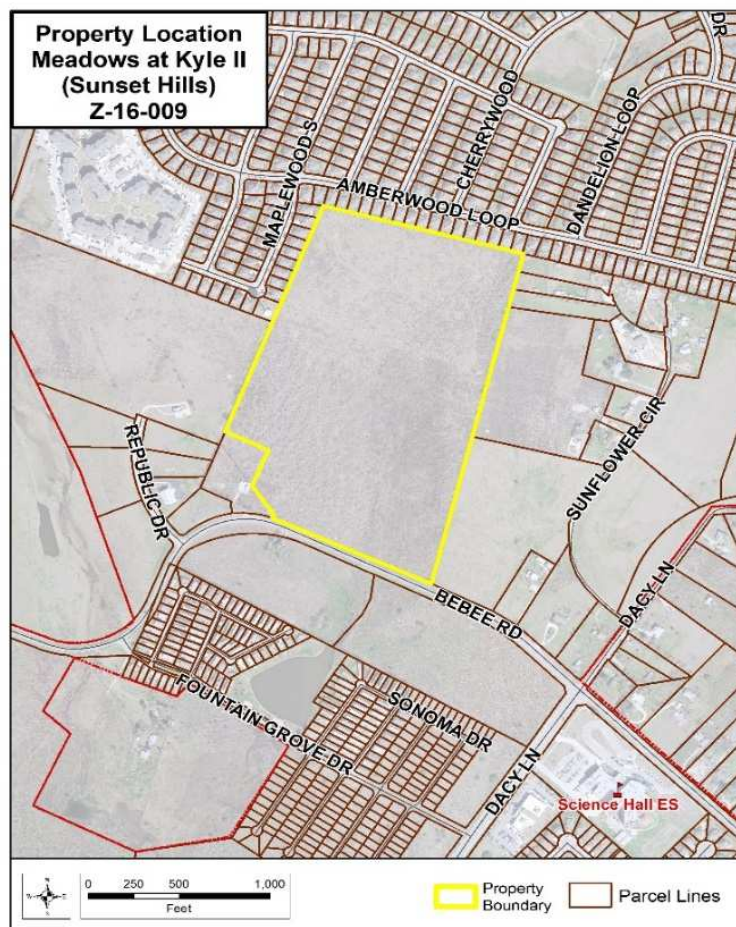 Property Location
Meadows at Kyle II
(Sunset Hills)
Z-16-009
DR
CHERRYWOOD
DANDELION LOOP
MAPLEWOOD S
AMBERWOOD LOOP
REPUBLIC DR
SUNFLOWER CIR
DACY LN
BEBEE RD
FOUNTAIN GROVE DR
SONOMA DR
DACY LN
Science Hall ES
N
W
E
S
0 250 500 1,000
Feet
Property
Boundary
Parcel Lines